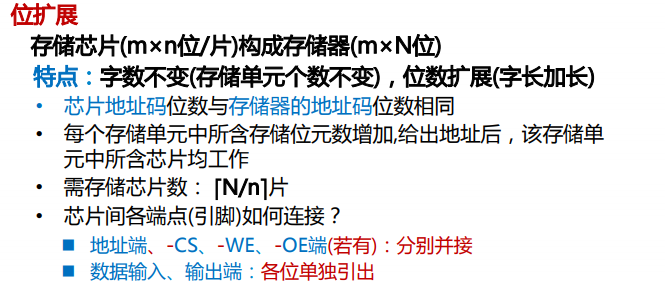 位扩展
存储芯片(m×n位/片)构成存储器(m×N位)
特点：字数不变(存储单元个数不变)，位数扩展(字长加长)
• 芯片地址码位数与存储器的地址码位数相同
• 每个存储单元中所含存储位元数增加,给出地址后，该存储单
元中所含芯片均工作
• 需存储芯片数：⌈N/n⌉片
• 芯片间各端点(引脚)如何连接？
■ 地址端、-CS、-WE、-OE端(若有)：分别并接
■ 数据输入、输出端：各位单独引出